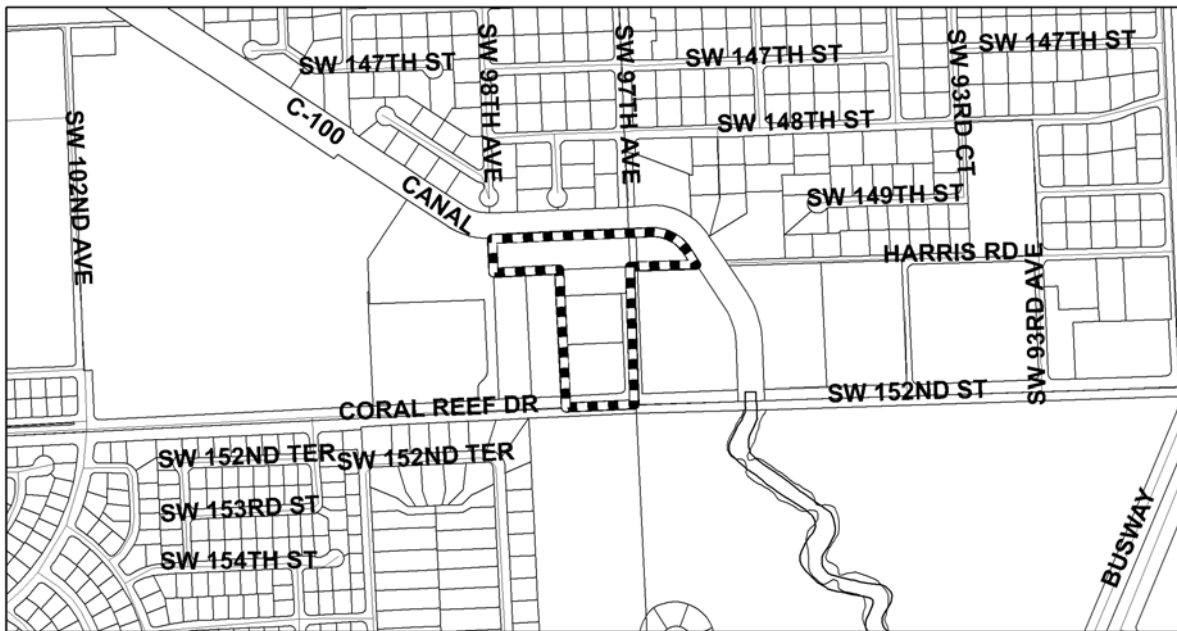 SW 147TH ST
SW 147TH ST
SW 147TH ST
SW 98TH AVE
SW 97TH AVE
SW 93RD CT
C-100
CANAL
SW 102ND AVE
SW 148TH ST
SW 149TH ST
HARRIS RD
SW 93RD AVE
CORAL REEF DR
SW 152ND ST
SW 152ND TER
SW 152ND TER
SW 153RD ST
SW 154TH ST
BUSWAY